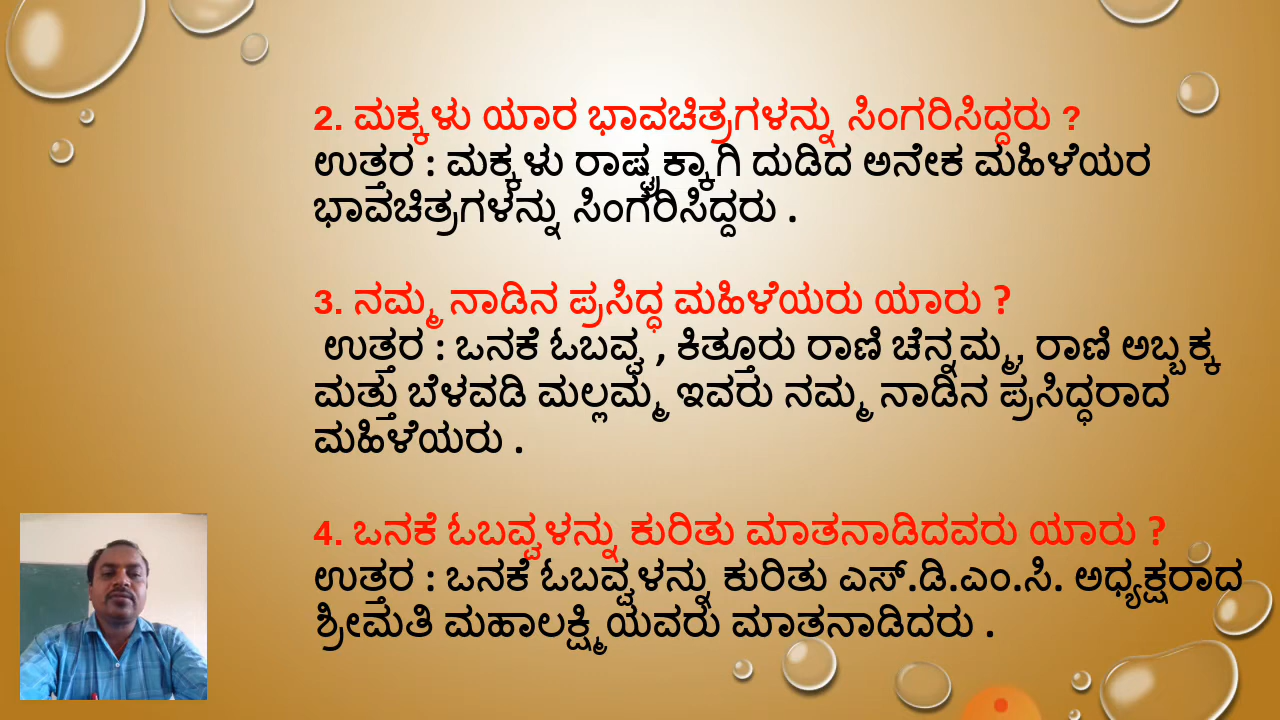 2. ಮಕ್ಕಳು ಯಾರ ಭಾವಚಿತ್ರಗಳನ್ನು ಸಿಂಗರಿಸಿದ್ದರು ?
ಉತ್ತರ : ಮಕ್ಕಳು ರಾಷ್ಟ್ರಕ್ಕಾಗಿ ದುಡಿದ ಅನೇಕ ಮಹಿಳೆಯರ
ಭಾವಚಿತ್ರಗಳನ್ನು ಸಿಂಗರಿಸಿದ್ದರು .
3. ನಮ್ಮ ನಾಡಿನ ಪ್ರಸಿದ್ಧ ಮಹಿಳೆಯರು ಯಾರು ?
ಉತ್ತರ : ಒನಕೆ ಓಬವ್ವ , ಕಿತ್ತೂರು ರಾಣಿ ಚೆನ್ನಮ್ಮ, ರಾಣಿ ಅಬ್ಬಕ್ಕ
ಮತ್ತು ಬೆಳವಡಿ ಮಲ್ಲಮ್ಮ ಇವರು ನಮ್ಮ ನಾಡಿನ ಪ್ರಸಿದ್ಧರಾದ
ಮಹಿಳೆಯರು .
4. ಒನಕೆ ಓಬವ್ವಳನ್ನು ಕುರಿತು ಮಾತನಾಡಿದವರು ಯಾರು ?
ಉತ್ತರ : ಒನಕೆ ಓಬವ್ವಳನ್ನು ಕುರಿತು ಎಸ್.ಡಿ.ಎಂ.ಸಿ. ಅಧ್ಯಕ್ಷರಾದ
ಶ್ರೀಮತಿ ಮಹಾಲಕ್ಷ್ಮಿಯವರು ಮಾತನಾಡಿದರು .